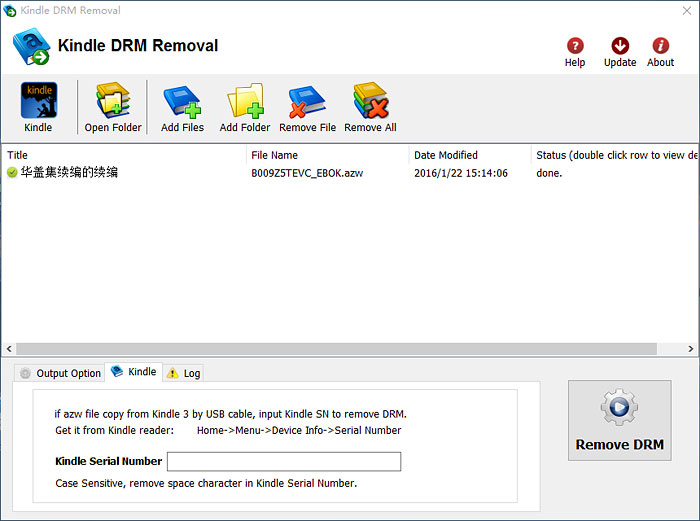 Kindle DRM Removal
Kindle DRM Removal
Help Update About
kindle
Kindle Open Folder Add Files Add Folder Remove File Remove All
Title File Name Date Modified Status (double click row to view de
华盖集续编的续编 B009Z5TEVC_EBOK.azw 2016/1/22 15:14:06 done.
Output Option Kindle Log
if azw file copy from Kindle 3 by USB cable, input Kindle SN to remove DRM.
Get it from Kindle reader: Home->Menu->Device Info->Serial Number
Kindle Serial Number
Case Sensitive, remove space character in Kindle Serial Number.
Remove DRM